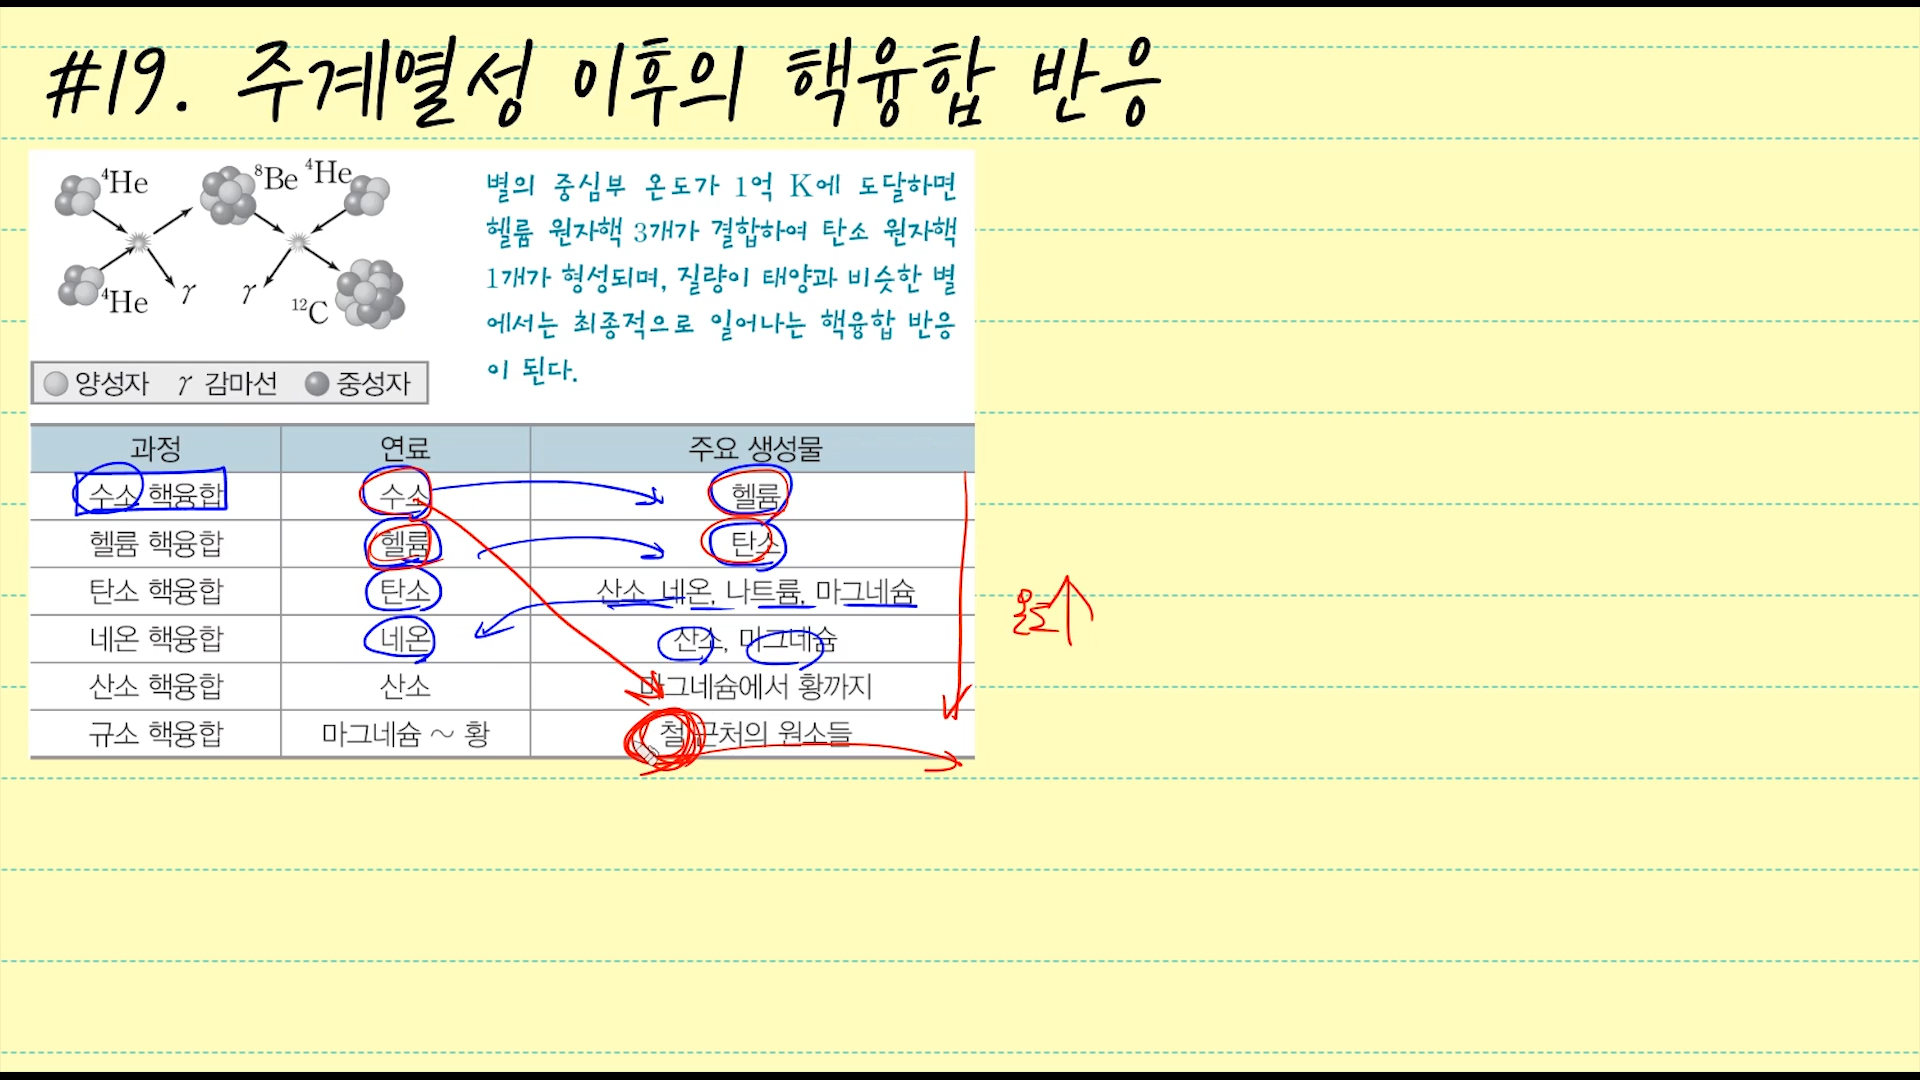 #19. 주계열성 이후의 핵융합 반응
⁴He ⁸Be ⁴He
⁴He γ γ ¹²C
양성자 γ 감마선 중성자
별의 중심부 온도가 1억 K에 도달하면
헬륨 원자핵 3개가 결합하여 탄소 원자핵
1개가 형성되며, 질량이 태양과 비슷한 별
에서는 최종적으로 일어나는 핵융합 반응
이 된다.
과정 연료 주요 생성물
수소 핵융합 수소 헬륨
헬륨 핵융합 헬륨 탄소
탄소 핵융합 탄소 산소, 네온, 나트륨, 마그네슘
네온 핵융합 네온 산소, 마그네슘
산소 핵융합 산소 마그네슘에서 황까지
규소 핵융합 마그네슘 ~ 황 철 근처의 원소들
온도↑